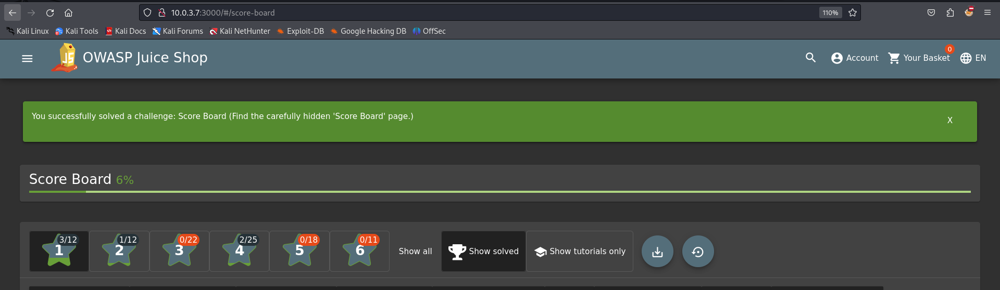 10.0.3.7:3000/#/score-board 110%
Kali Linux Kali Tools Kali Docs Kali Forums Kali NetHunter Exploit-DB Google Hacking DB OffSec
JS OWASP Juice Shop Account Your Basket 0 EN
You successfully solved a challenge: Score Board (Find the carefully hidden 'Score Board' page.) X
Score Board 6%
1 3/12 2 1/12 3 0/22 4 2/25 5 0/18 6 0/11 Show all Show solved Show tutorials only